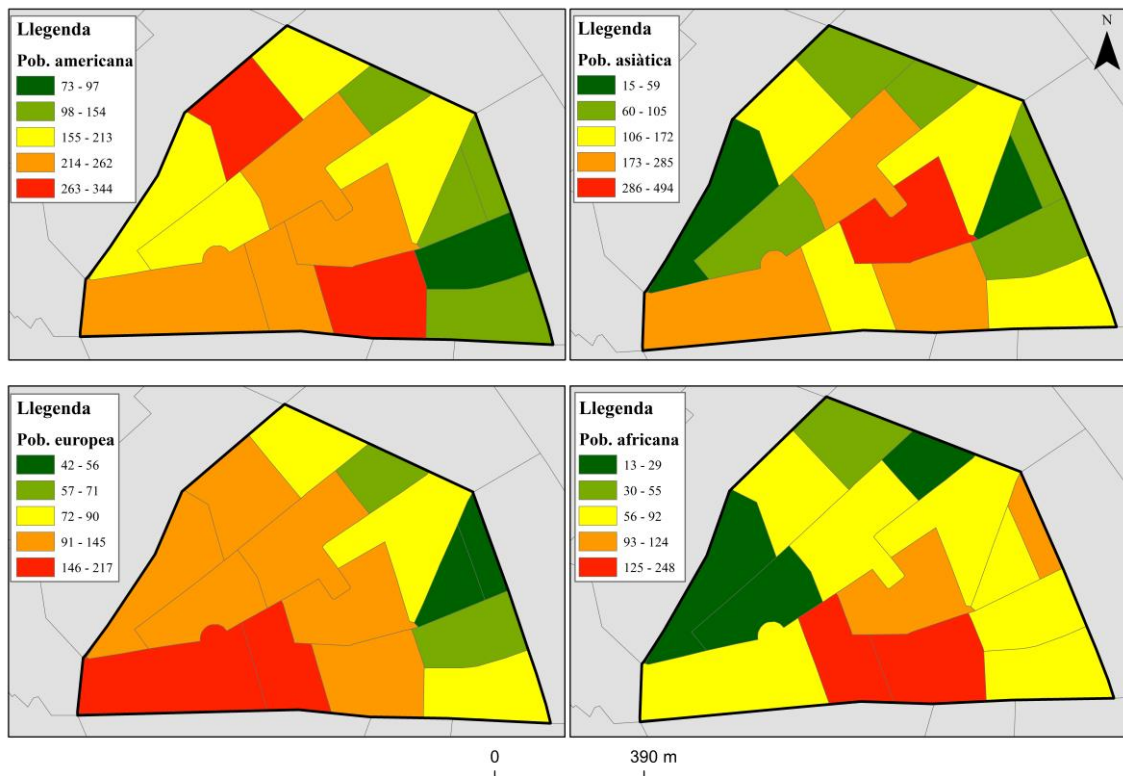 Llegenda
Pob. americana
73 - 97
98 - 154
155 - 213
214 - 262
263 - 344
Llegenda
Pob. asiàtica
15 - 59
60 - 105
106 - 172
173 - 285
286 - 494
N
Llegenda
Pob. europea
42 - 56
57 - 71
72 - 90
91 - 145
146 - 217
Llegenda
Pob. africana
13 - 29
30 - 55
56 - 92
93 - 124
125 - 248
0 390 m